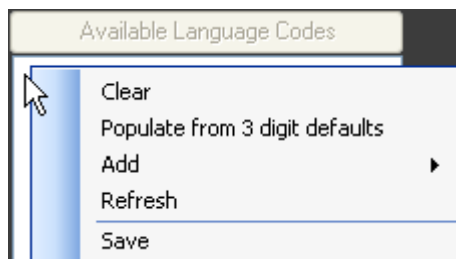 Available Language Codes
Clear
Populate from 3 digit defaults
Add
Refresh
Save